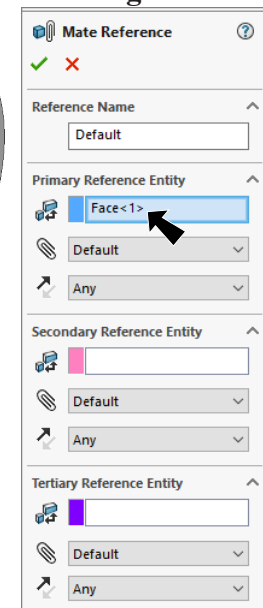 Mate Reference
Reference Name
Default
Primary Reference Entity
Face<1>
Default
Any
Secondary Reference Entity
Default
Any
Tertiary Reference Entity
Default
Any